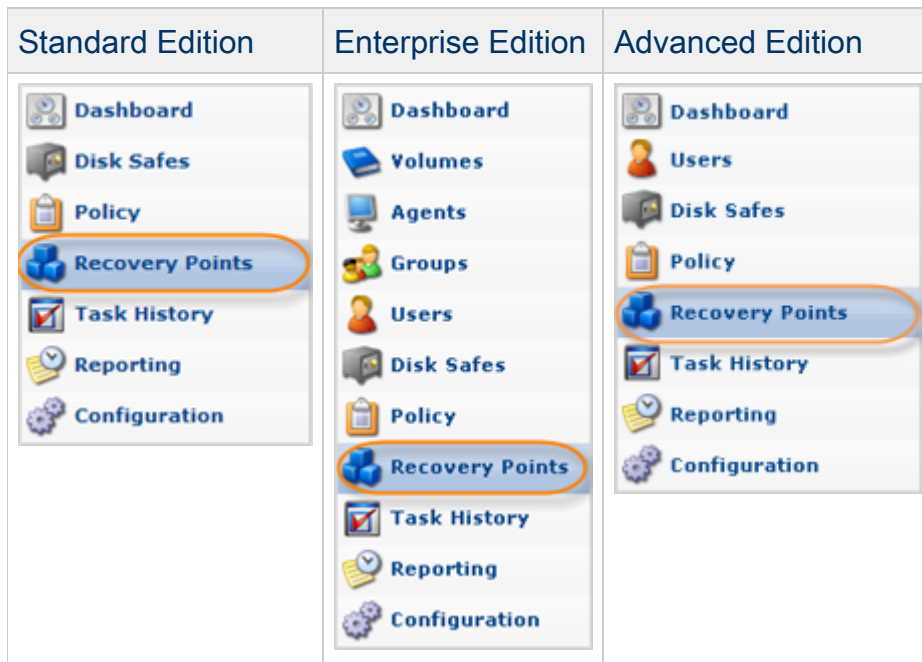 Standard Edition
Enterprise Edition
Advanced Edition
Dashboard
Disk Safes
Policy
Recovery Points
Task History
Reporting
Configuration
Dashboard
Volumes
Agents
Groups
Users
Disk Safes
Policy
Recovery Points
Task History
Reporting
Configuration
Dashboard
Users
Disk Safes
Policy
Recovery Points
Task History
Reporting
Configuration